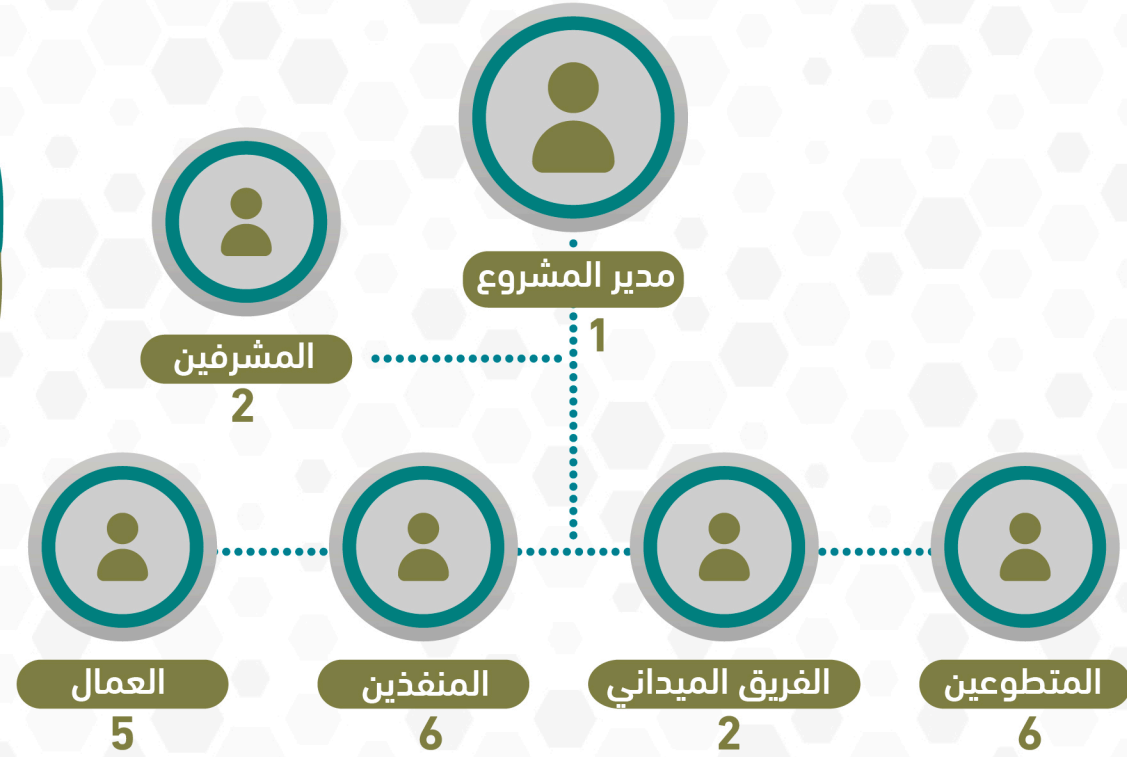 مدير المشروع
1
المشرفين
2
المتطوعين
6
الفريق الميداني
2
المنفذين
6
العمال
5